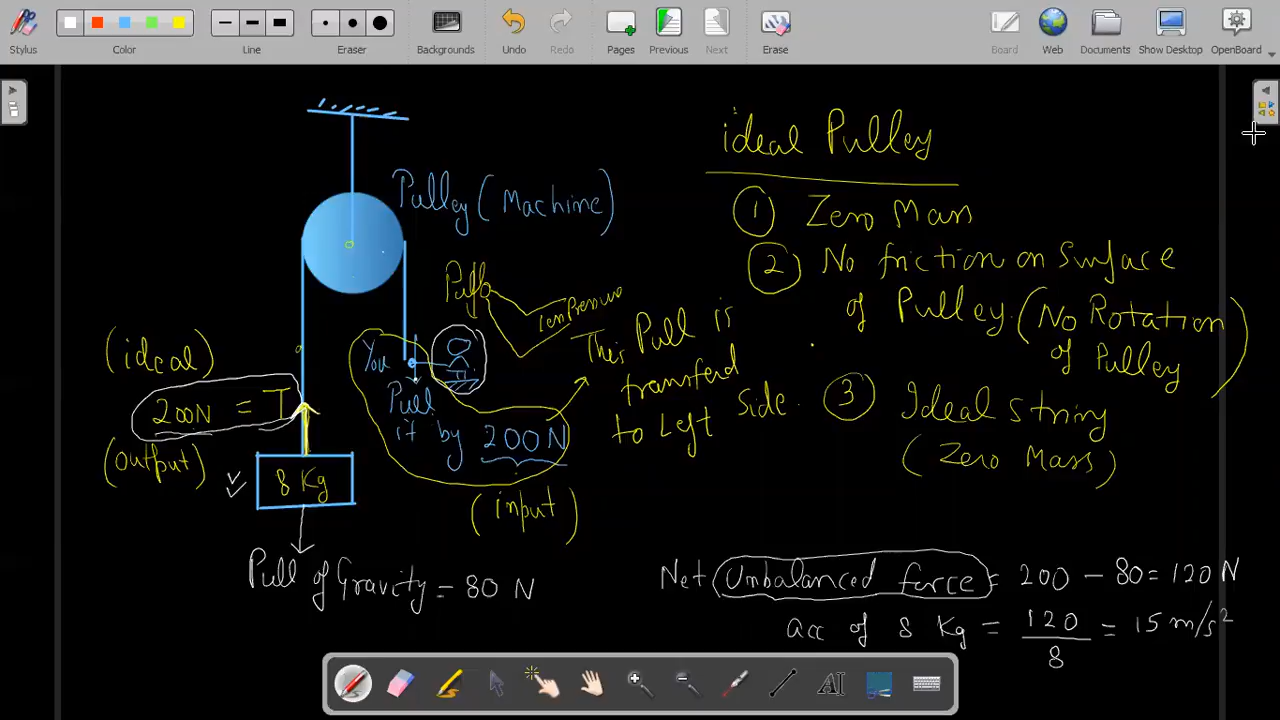 Stylus
Color
Line
Eraser
Backgrounds
Undo
Redo
Pages
Previous
Next
Erase
Board
Web
Documents
Show Desktop
OpenBoard
ideal Pulley
Pulley (Machine)
1 Zero Mass
2 No friction on Surface
of Pulley. (No Rotation
of Pulley)
3 Ideal string
(Zero Mass)
This Pull is
transferd
to Left Side.
(ideal)
200N = T
(output)
You
Pull
it by 200N
(input)
8 Kg
Pull of Gravity = 80 N
Net Unbalanced force = 200 - 80 = 120 N
acc of 8 Kg = 120/8 = 15 m/s²